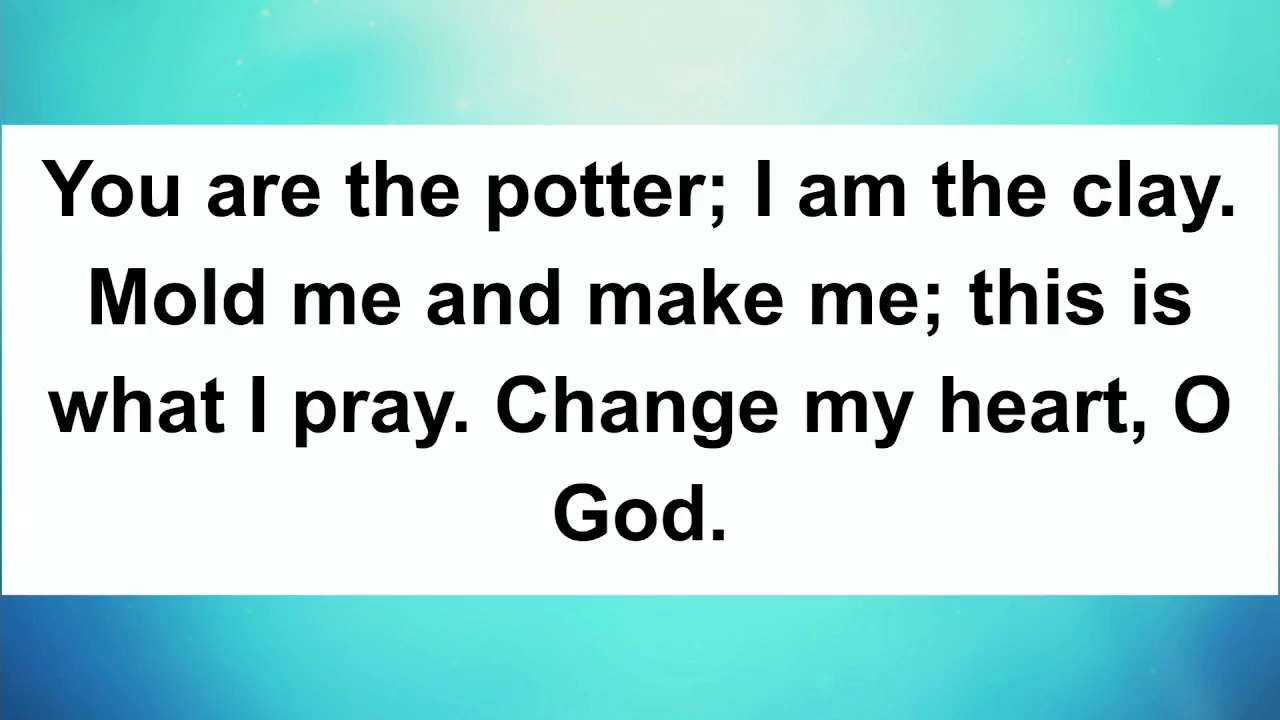 You are the potter; I am the clay.
Mold me and make me; this is
what I pray. Change my heart, O
God.